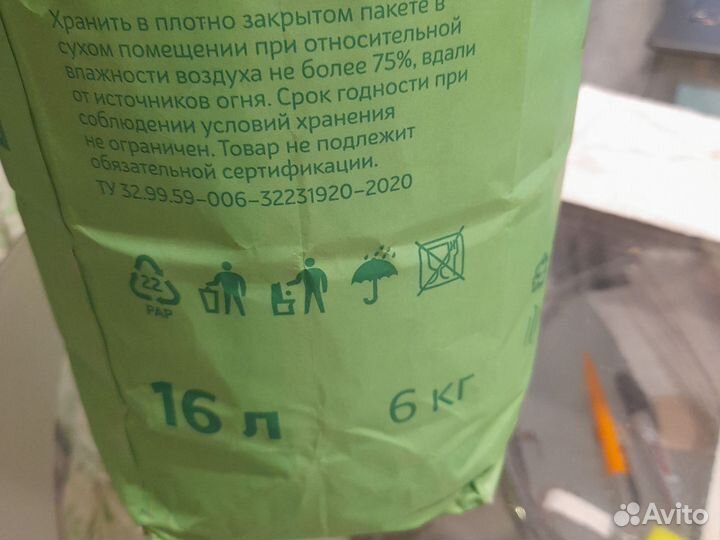 Хранить в плотно закрытом пакете в
сухом помещении при относительной
влажности воздуха не более 75%, вдали
от источников огня. Срок годности при
соблюдении условий хранения
не ограничен. Товар не подлежит
обязательной сертификации.
ТУ 32.99.59-006-32231920-2020
22
PAP
16 л
6 кг
Avito